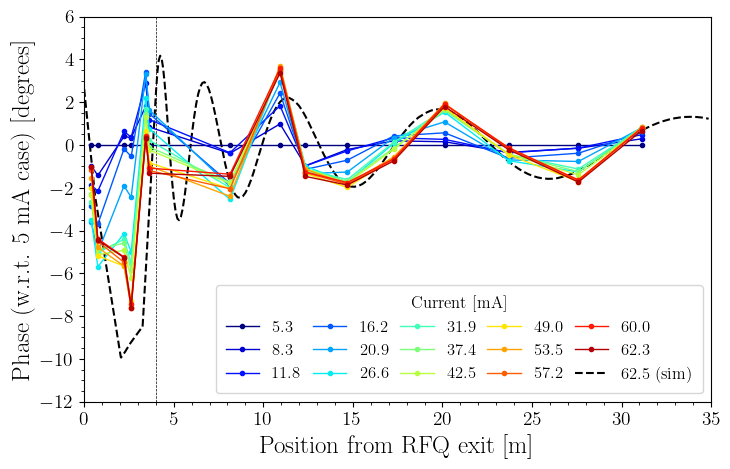 6
4
2
0
−2
−4
−6
−8
−10
−12
Phase (w.r.t. 5 mA case) [degrees]
Current [mA]
5.3 16.2 31.9 49.0 60.0
8.3 20.9 37.4 53.5 62.3
11.8 26.6 42.5 57.2 62.5 (sim)
0 5 10 15 20 25 30 35
Position from RFQ exit [m]